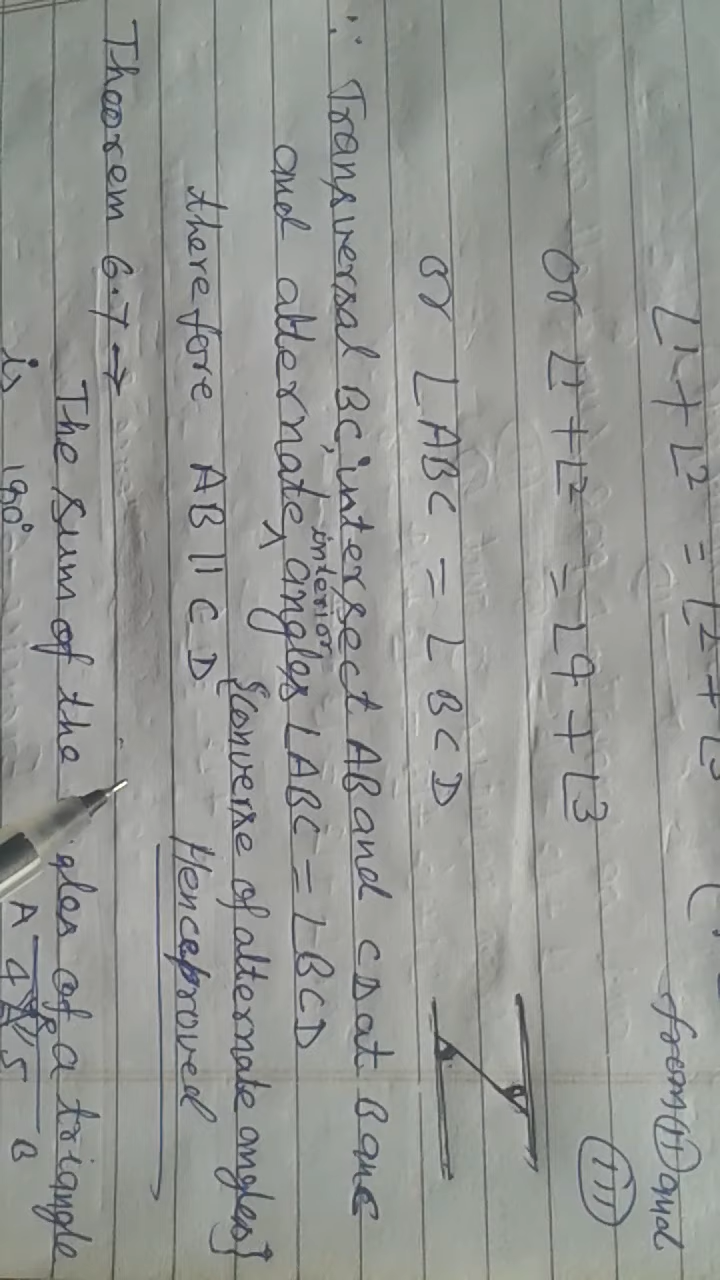 ∠1 + ∠2 = ∠2 + ∠3
from (ii) and
(iii)
or ∠1 + ∠2 = ∠4 + ∠3
or ∠ABC = ∠BCD
∵ Transversal BC, intersect AB and CD at B and C
interior
and alternate ^ angles ∠ABC = ∠BCD
{converse of alternate angles}
therefore AB || CD. Hence proved
Theorem 6.7 →
The sum of the gles of a triangle
is 180°
A 4 5 B